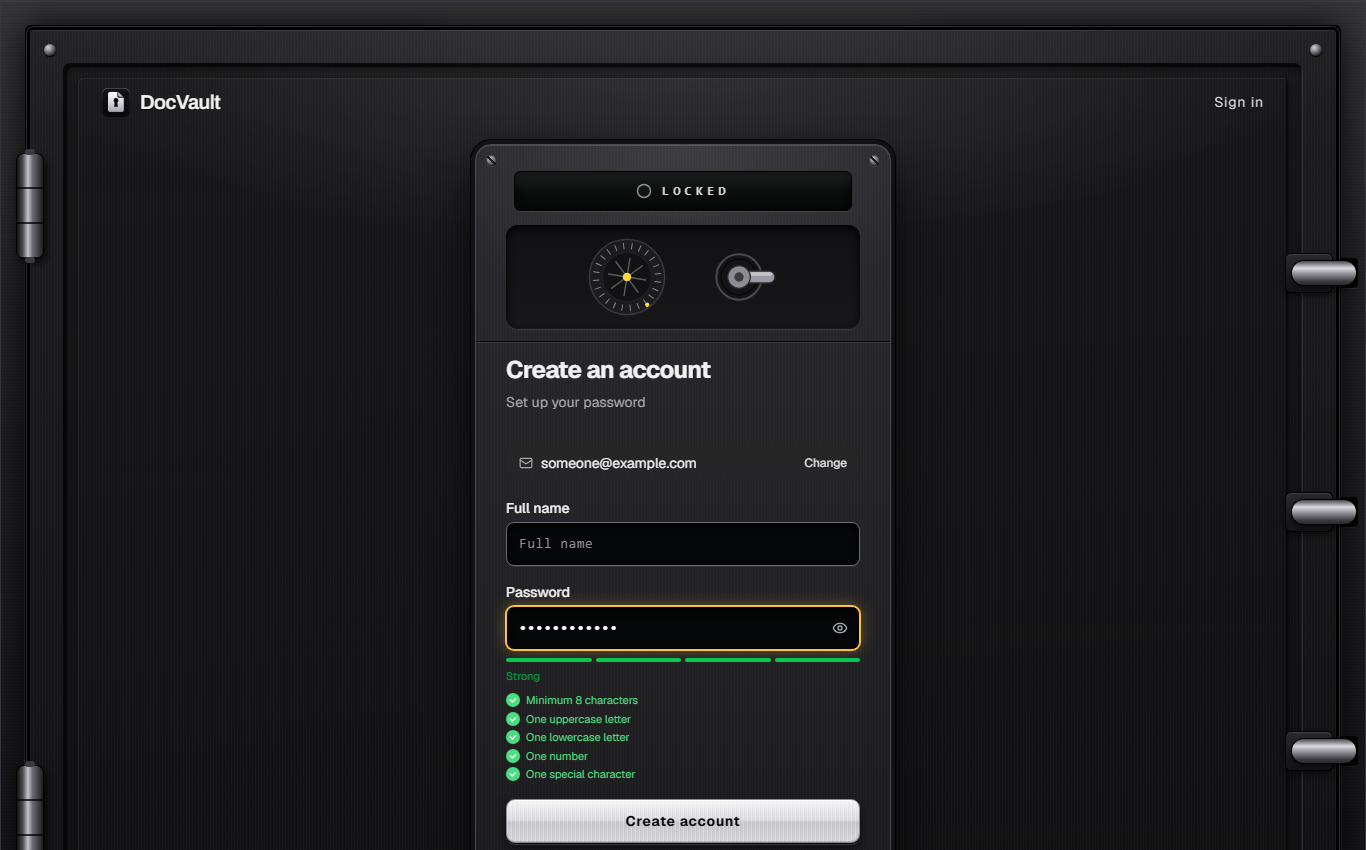 DocVault
Sign in
LOCKED
Create an account
Set up your password
someone@example.com
Change
Full name
Full name
Password
••••••••••••
Strong
Minimum 8 characters
One uppercase letter
One lowercase letter
One number
One special character
Create account